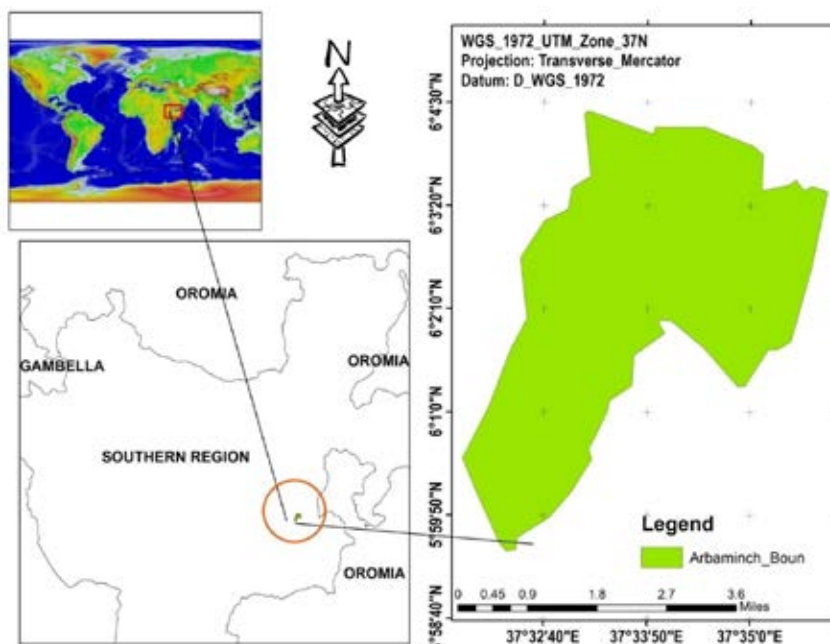 N
WGS_1972_UTM_Zone_37N
Projection: Transverse_Mercator
Datum: D_WGS_1972
6°4'30"N
6°3'20"N
6°2'10"N
6°1'0"N
5°59'50"N
5°58'40"N
OROMIA
GAMBELLA
OROMIA
SOUTHERN REGION
OROMIA
Legend
Arbaminch_Boun
0 0.45 0.9 1.8 2.7 3.6
Miles
37°32'40"E 37°33'50"E 37°35'0"E